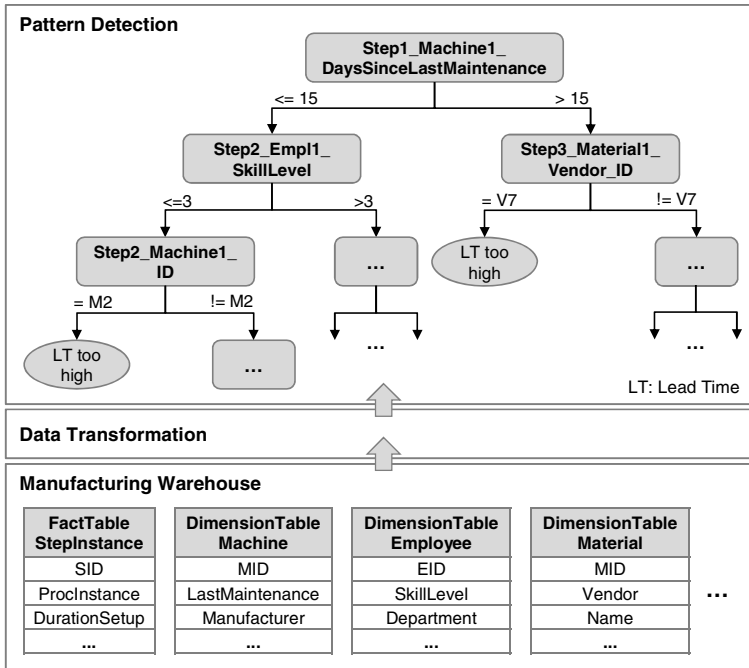 Pattern Detection
Step1_Machine1_
DaysSinceLastMaintenance
<= 15
> 15
Step2_Empl1_
SkillLevel
Step3_Material1_
Vendor_ID
<=3
>3
= V7
!= V7
Step2_Machine1_
ID
...
LT too
high
...
= M2
!= M2
LT too
high
...
...
...
LT: Lead Time
Data Transformation
Manufacturing Warehouse
FactTable
StepInstance
SID
ProcInstance
DurationSetup
...
DimensionTable
Machine
MID
LastMaintenance
Manufacturer
...
DimensionTable
Employee
EID
SkillLevel
Department
...
DimensionTable
Material
MID
Vendor
Name
...
...